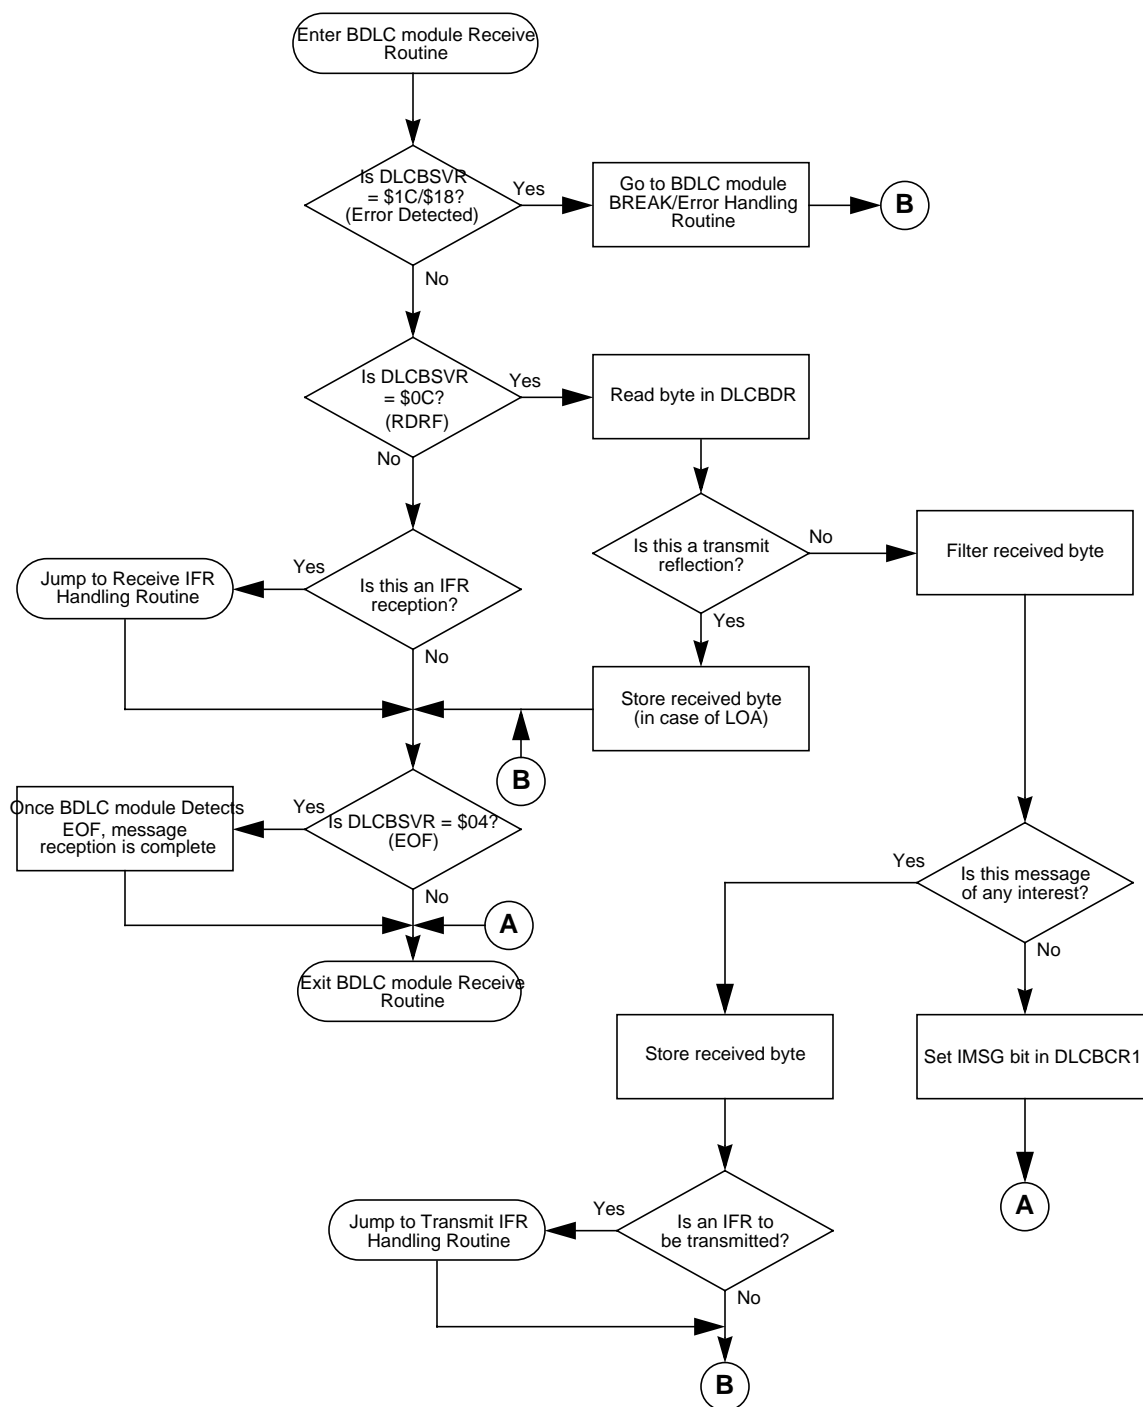 Enter BDLC module Receive
Routine
Is DLCBSVR
= $1C/$18?
(Error Detected)
Yes
Go to BDLC module
BREAK/Error Handling
Routine
B
No
Is DLCBSVR
= $0C?
(RDRF)
Yes
Read byte in DLCBDR
No
Is this a transmit
reflection?
No
Filter received byte
Yes
Is this an IFR
reception?
Yes
Jump to Receive IFR
Handling Routine
No
Store received byte
(in case of LOA)
B
Is DLCBSVR = $04?
(EOF)
Yes
Once BDLC module Detects
EOF, message
reception is complete
No
A
Exit BDLC module Receive
Routine
Is this message
of any interest?
Yes
No
Store received byte
Set IMSG bit in DLCBCR1
A
Is an IFR to
be transmitted?
Yes
Jump to Transmit IFR
Handling Routine
No
B